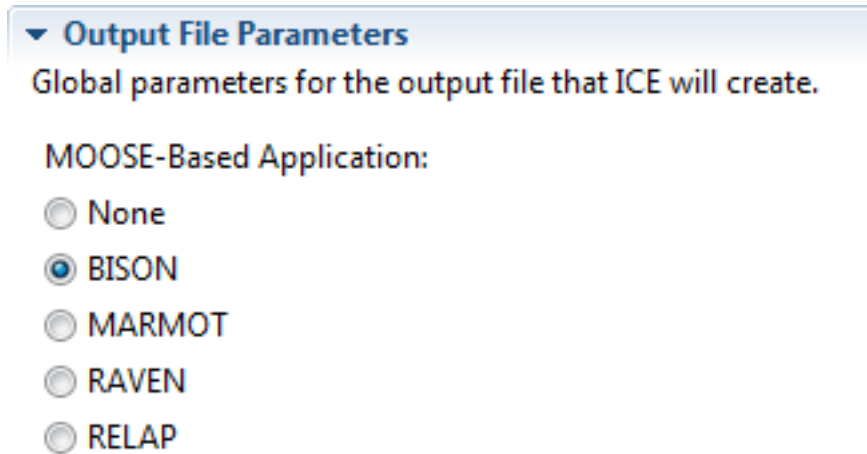 Output File Parameters
Global parameters for the output file that ICE will create.
MOOSE-Based Application:
None
BISON
MARMOT
RAVEN
RELAP